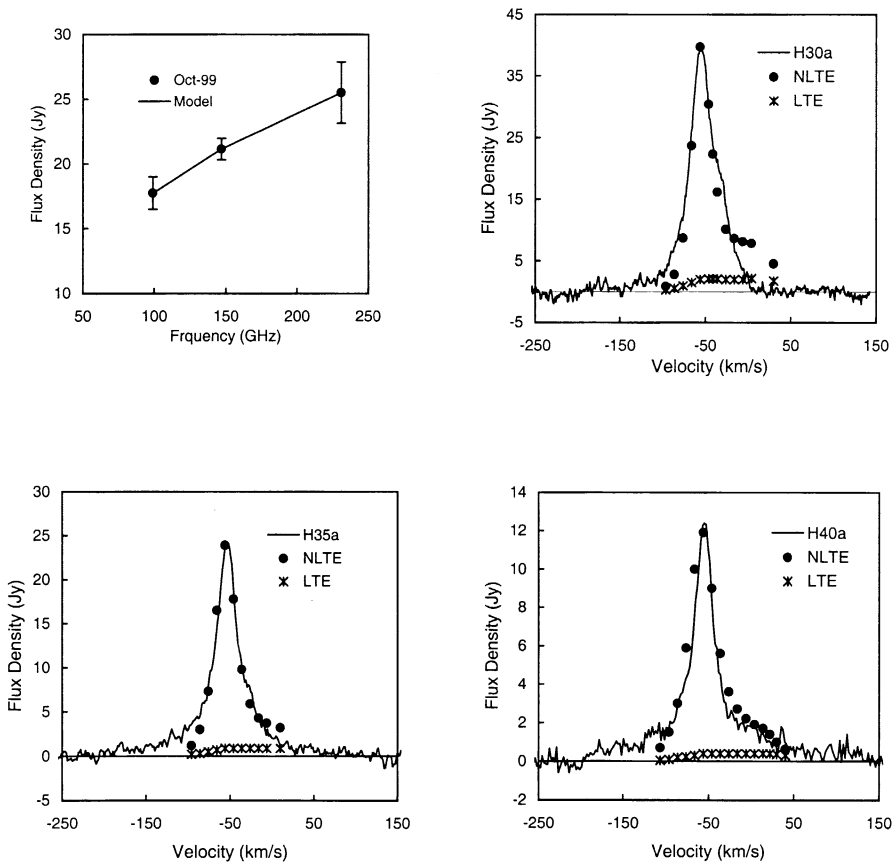 30
25
20
15
10
Flux Density (Jy)
Oct-99
Model
50
100
150
200
250
Frquency (GHz)
45
35
25
15
5
-5
Flux Density (Jy)
H30a
NLTE
LTE
-250
-150
-50
50
150
Velocity (km/s)
30
25
20
15
10
5
0
-5
Flux Density (Jy)
H35a
NLTE
LTE
-250
-150
-50
50
150
Velocity (km/s)
14
12
10
8
6
4
2
0
-2
Flux Density (Jy)
H40a
NLTE
LTE
-250
-150
-50
50
150
Velocity (km/s)